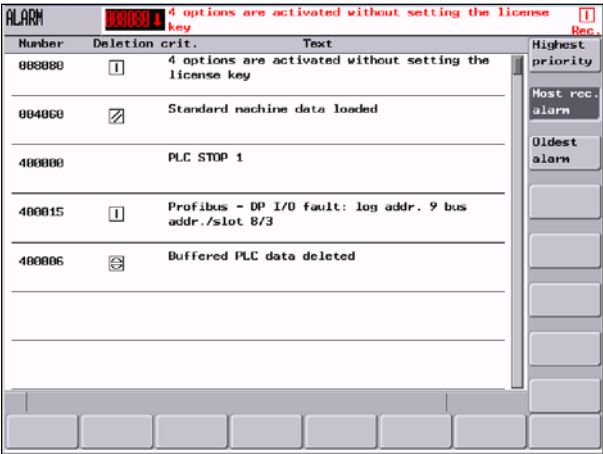 ALARM
008080 4 options are activated without setting the license
key
Rec.
Number Deletion crit. Text
008080 4 options are activated without setting the
license key
004060 Standard machine data loaded
400000 PLC STOP 1
400015 Profibus - DP I/O fault: log addr. 9 bus
addr./slot 8/3
400006 Buffered PLC data deleted
Highest
priority
Most rec.
alarm
Oldest
alarm